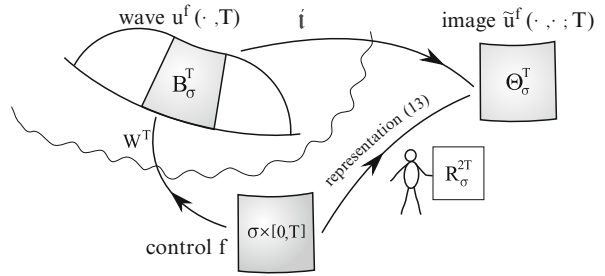 wave u^f (·, T)
image ũ^f (·, ·; T)
i
B_σ^T
Θ_σ^T
W^T
representation (13)
R_σ^{2T}
σ×[0,T]
control f